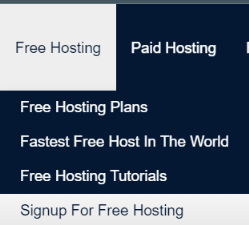 Free Hosting
Paid Hosting
Free Hosting Plans
Fastest Free Host In The World
Free Hosting Tutorials
Signup For Free Hosting